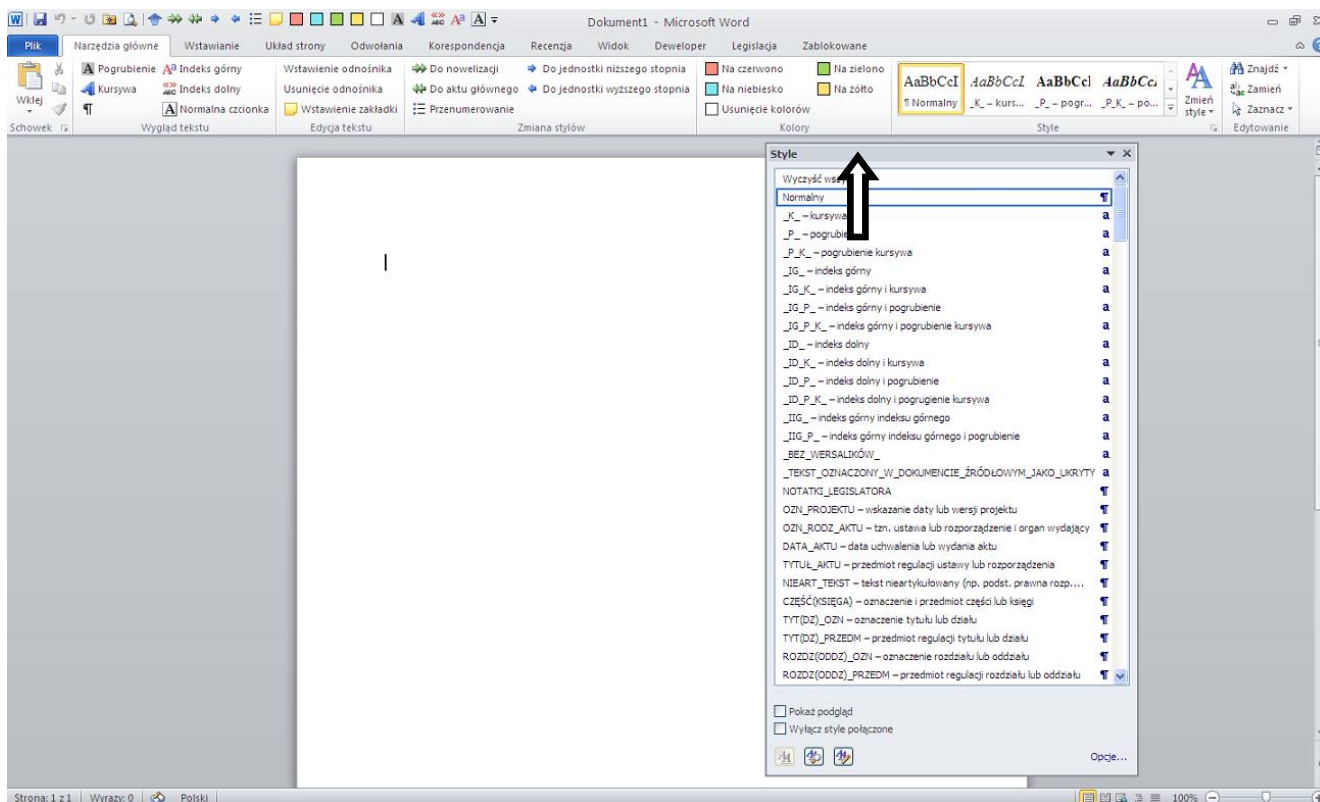 Dokument1 - Microsoft Word
Plik Narzędzia główne Wstawianie Układ strony Odwołania Korespondencja Recenzja Widok Deweloper Legislacja Zablokowane
Wklej
Schowek
A Pogrubienie A Indeks górny
Kursywa Indeks dolny
¶ A Normalna czcionka
Wygląd tekstu
Wstawienie odnośnika
Usunięcie odnośnika
Wstawienie zakładki
Edycja tekstu
Do nowelizacji Do jednostki niższego stopnia
Do aktu głównego Do jednostki wyższego stopnia
Przenumerowanie
Zmiana stylów
Na czerwono Na zielono
Na niebiesko Na żółto
Usunięcie kolorów
Kolory
AaBbCcI AaBbCcI AaBbCcI AaBbCcI
¶ Normalny _K_ – kurs... _P_ – pogr... _P_K_ – po...
Zmień
style
Style
Znajdź
Zamień
Zaznacz
Edytowanie
Style
Wyczyść
Normalny ¶
_K_ – kursywa a
_P_ – a
_P_K_ – pogrubienie kursywa a
_IG_ – indeks górny a
_IG_K_ – indeks górny i kursywa a
_IG_P_ – indeks górny i pogrubienie a
_IG_P_K_ – indeks górny i pogrubienie kursywa a
_ID_ – indeks dolny a
_ID_K_ – indeks dolny i kursywa a
_ID_P_ – indeks dolny i pogrubienie a
_ID_P_K_ – indeks dolny i pogrugienie kursywa a
_IIG_ – indeks górny indeksu górnego a
_IIG_P_ – indeks górny indeksu górnego i pogrubienie a
_BEZ_WERSALIKÓW_ a
_TEKST_OZNACZONY_W_DOKUMENCIE_ŹRÓDŁOWYM_JAKO_UKRYTY a
NOTATKI_LEGISLATORA ¶
OZN_PROJEKTU – wskazanie daty lub wersji projektu ¶
OZN_RODZ_AKTU – tzn. ustawa lub rozporządzenie i organ wydający ¶
DATA_AKTU – data uchwalenia lub wydania aktu ¶
TYTUŁ_AKTU – przedmiot regulacji ustawy lub rozporządzenia ¶
NIEART_TEKST – tekst nieartykułowany (np. podst. prawna rozp.... ¶
CZĘŚĆ(KSIĘGA) – oznaczenie i przedmiot części lub księgi ¶
TYT(DZ)_OZN – oznaczenie tytułu lub działu ¶
TYT(DZ)_PRZEDM – przedmiot regulacji tytułu lub działu ¶
ROZDZ(ODDZ)_OZN – oznaczenie rozdziału lub oddziału ¶
ROZDZ(ODDZ)_PRZEDM – przedmiot regulacji rozdziału lub oddziału ¶
Pokaż podgląd
Wyłącz style połączone
Opcje...
Strona: 1 z 1 Wyrazy: 0 Polski 100%